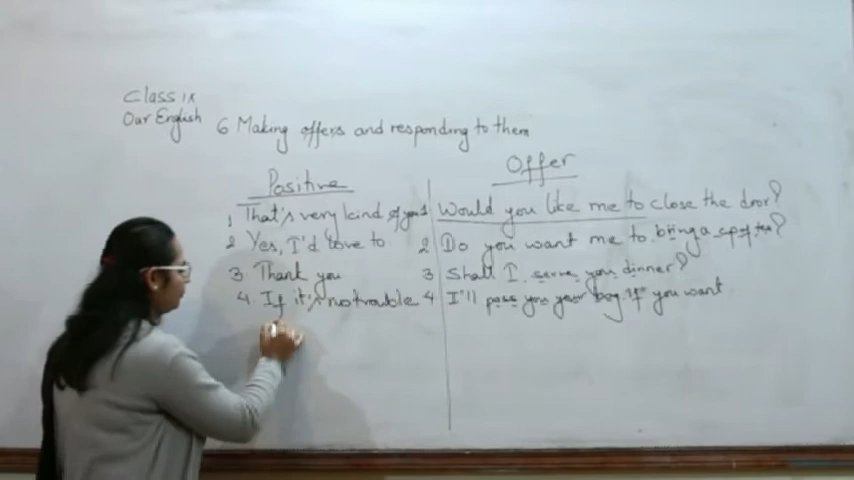 Class ix
Our English
6 Making offers and responding to them
Positive
1 That's very kind of you
2 Yes, I'd love to
3 Thank you
4. If it's no trouble
Offer
1 Would you like me to close the door?
2 Do you want me to bring a cup of tea?
3 Shall I serve you dinner?
4 I'll pass you your bag if you want